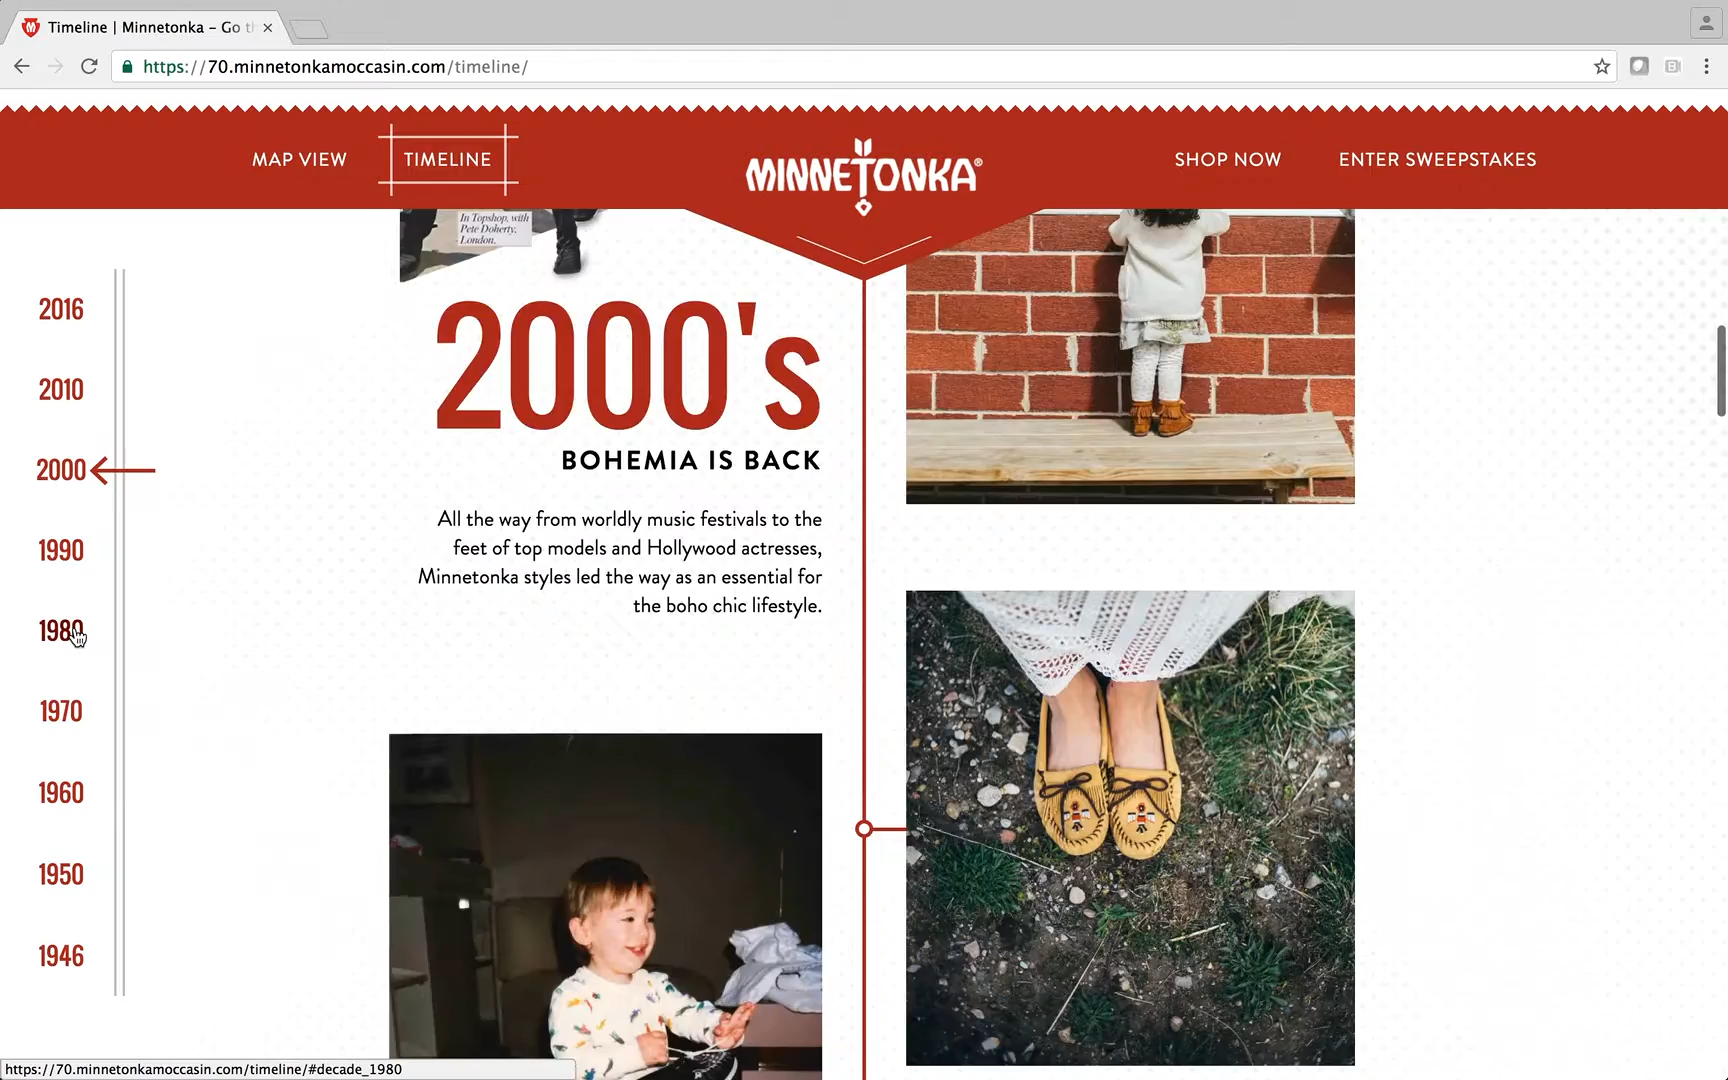 Timeline | Minnetonka – Go th
https://70.minnetonkamoccasin.com/timeline/
MAP VIEW
TIMELINE
MINNETONKA®
SHOP NOW
ENTER SWEEPSTAKES
In Topshop, with
Pete Doherty,
London.
2016
2010
2000
1990
1980
1970
1960
1950
1946
2000's
BOHEMIA IS BACK
All the way from worldly music festivals to the
feet of top models and Hollywood actresses,
Minnetonka styles led the way as an essential for
the boho chic lifestyle.
https://70.minnetonkamoccasin.com/timeline/#decade_1980